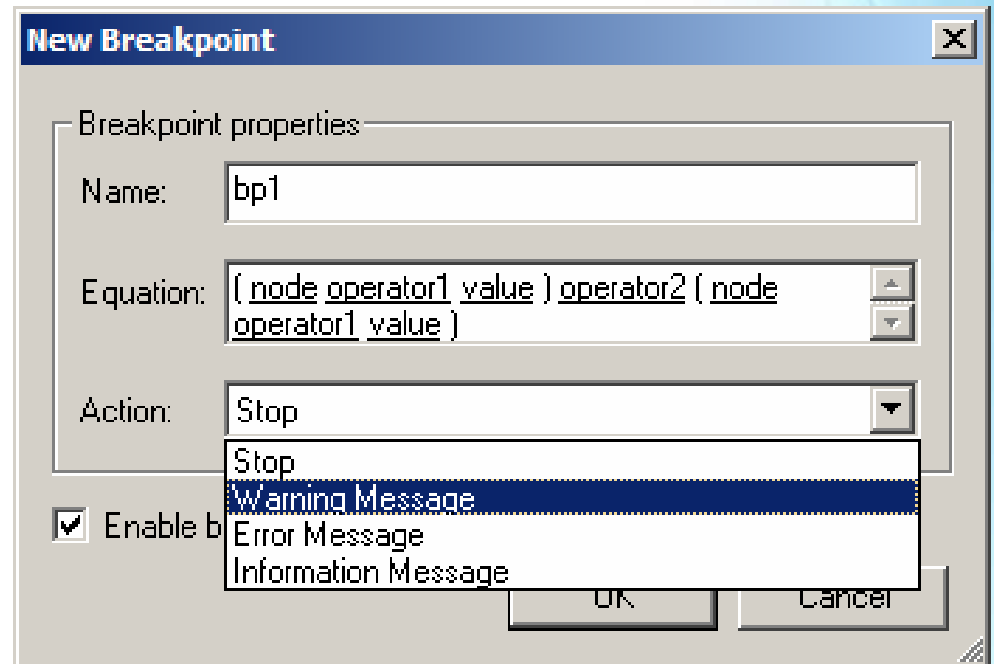 New Breakpoint
Breakpoint properties
Name: bp1
Equation: ( node operator1 value ) operator2 ( node
operator1 value )
Action: Stop
Stop
Warning Message
Error Message
Information Message
Enable b
OK Cancel